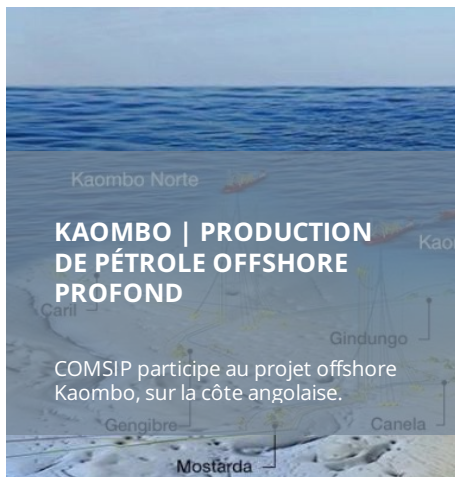 Kaombo Norte
Kao
KAOMBO | PRODUCTION
DE PÉTROLE OFFSHORE
PROFOND
Caril
Gindungo
COMSIP participe au projet offshore
Kaombo, sur la côte angolaise.
Gengibre
Canela
Mostarda